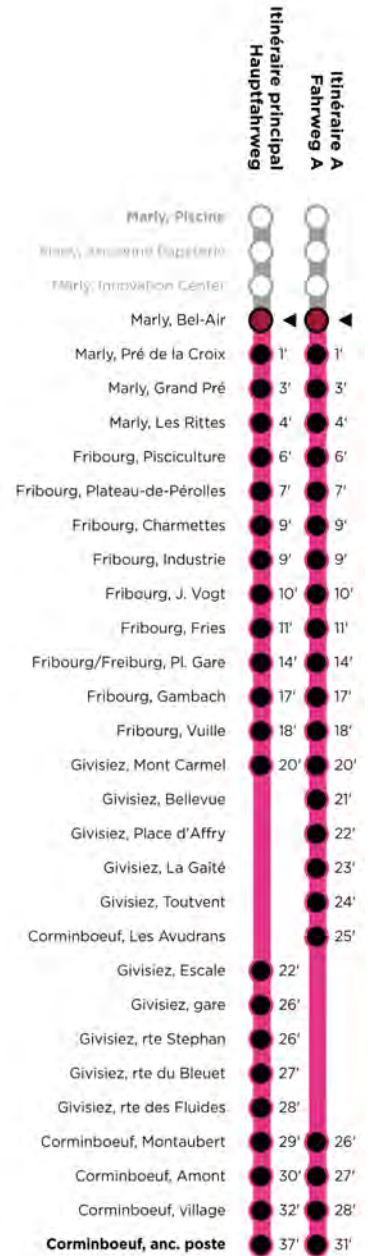 Itinéraire principal
Hauptfahrweg
Itinéraire A
Fahrweg A
Marly, Piscine
Marly, Ancienne Papeterie
Marly, Innovation Center
Marly, Bel-Air
Marly, Pré de la Croix 1' 1'
Marly, Grand Pré 3' 3'
Marly, Les Rittes 4' 4'
Fribourg, Pisciculture 6' 6'
Fribourg, Plateau-de-Pérolles 7' 7'
Fribourg, Charmettes 9' 9'
Fribourg, Industrie 9' 9'
Fribourg, J. Vogt 10' 10'
Fribourg, Fries 11' 11'
Fribourg/Freiburg, Pl. Gare 14' 14'
Fribourg, Gambach 17' 17'
Fribourg, Vuille 18' 18'
Givisiez, Mont Carmel 20' 20'
Givisiez, Bellevue 21'
Givisiez, Place d'Affry 22'
Givisiez, La Gaîté 23'
Givisiez, Toutvent 24'
Corminboeuf, Les Avudrans 25'
Givisiez, Escale 22'
Givisiez, gare 26'
Givisiez, rte Stephan 26'
Givisiez, rte du Bleuet 27'
Givisiez, rte des Fluides 28'
Corminboeuf, Montaubert 29' 26'
Corminboeuf, Amont 30' 27'
Corminboeuf, village 32' 28'
Corminboeuf, anc. poste 37' 31'